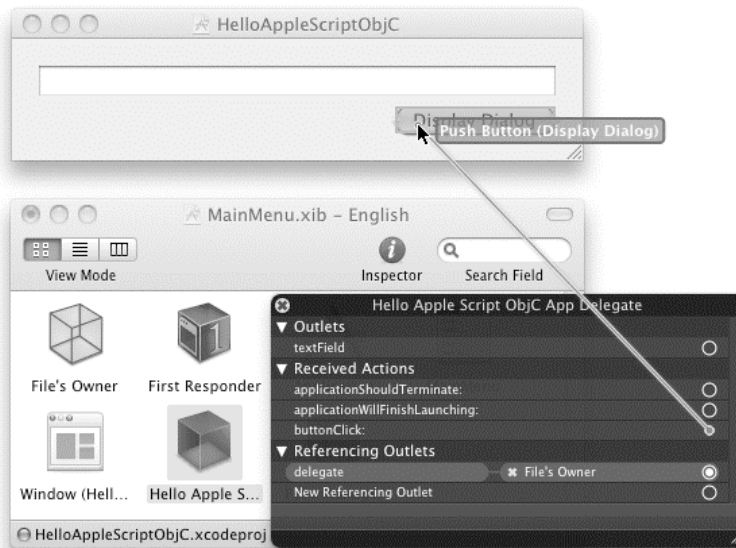 HelloAppleScriptObjC
Display Dialog
Push Button (Display Dialog)
MainMenu.xib – English
View Mode
Inspector
Search Field
File's Owner
First Responder
1
Window (Hell...
Hello Apple S...
HelloAppleScriptObjC.xcodeproj
Hello Apple Script ObjC App Delegate
Outlets
textField
Received Actions
applicationShouldTerminate:
applicationWillFinishLaunching:
buttonClick:
Referencing Outlets
delegate File's Owner
New Referencing Outlet